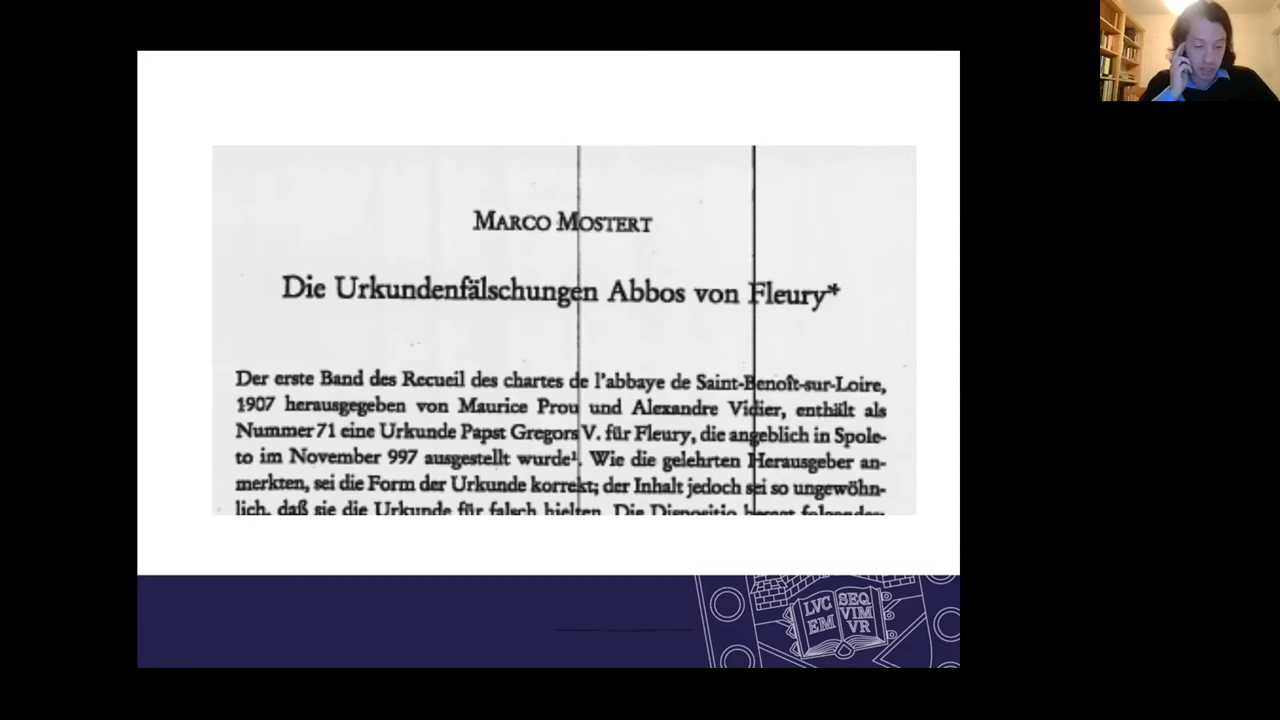 MARCO MOSTERT
Die Urkundenfälschungen Abbos von Fleury*
Der erste Band des Recueil des chartes de l'abbaye de Saint-Benoît-sur-Loire,
1907 herausgegeben von Maurice Prou und Alexandre Vidier, enthält als
Nummer 71 eine Urkunde Papst Gregors V. für Fleury, die angeblich in Spole-
to im November 997 ausgestellt wurde¹. Wie die gelehrten Herausgeber an-
merkten, sei die Form der Urkunde korrekt; der Inhalt jedoch sei so ungewöhn-
lich, daß sie die Urkunde für falsch hielten. Die Dispositio
LVC
EM
SEQ
VIM
VR